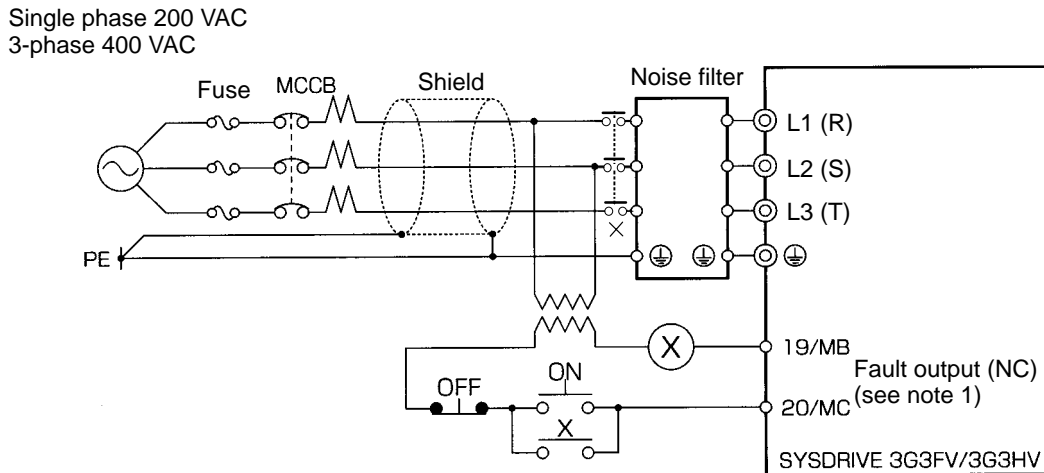 Single phase 200 VAC
3-phase 400 VAC
Fuse
MCCB
Shield
Noise filter
L1 (R)
L2 (S)
L3 (T)
X
PE
X
19/MB
Fault output (NC)
(see note 1)
OFF
ON
20/MC
X
SYSDRIVE 3G3FV/3G3HV